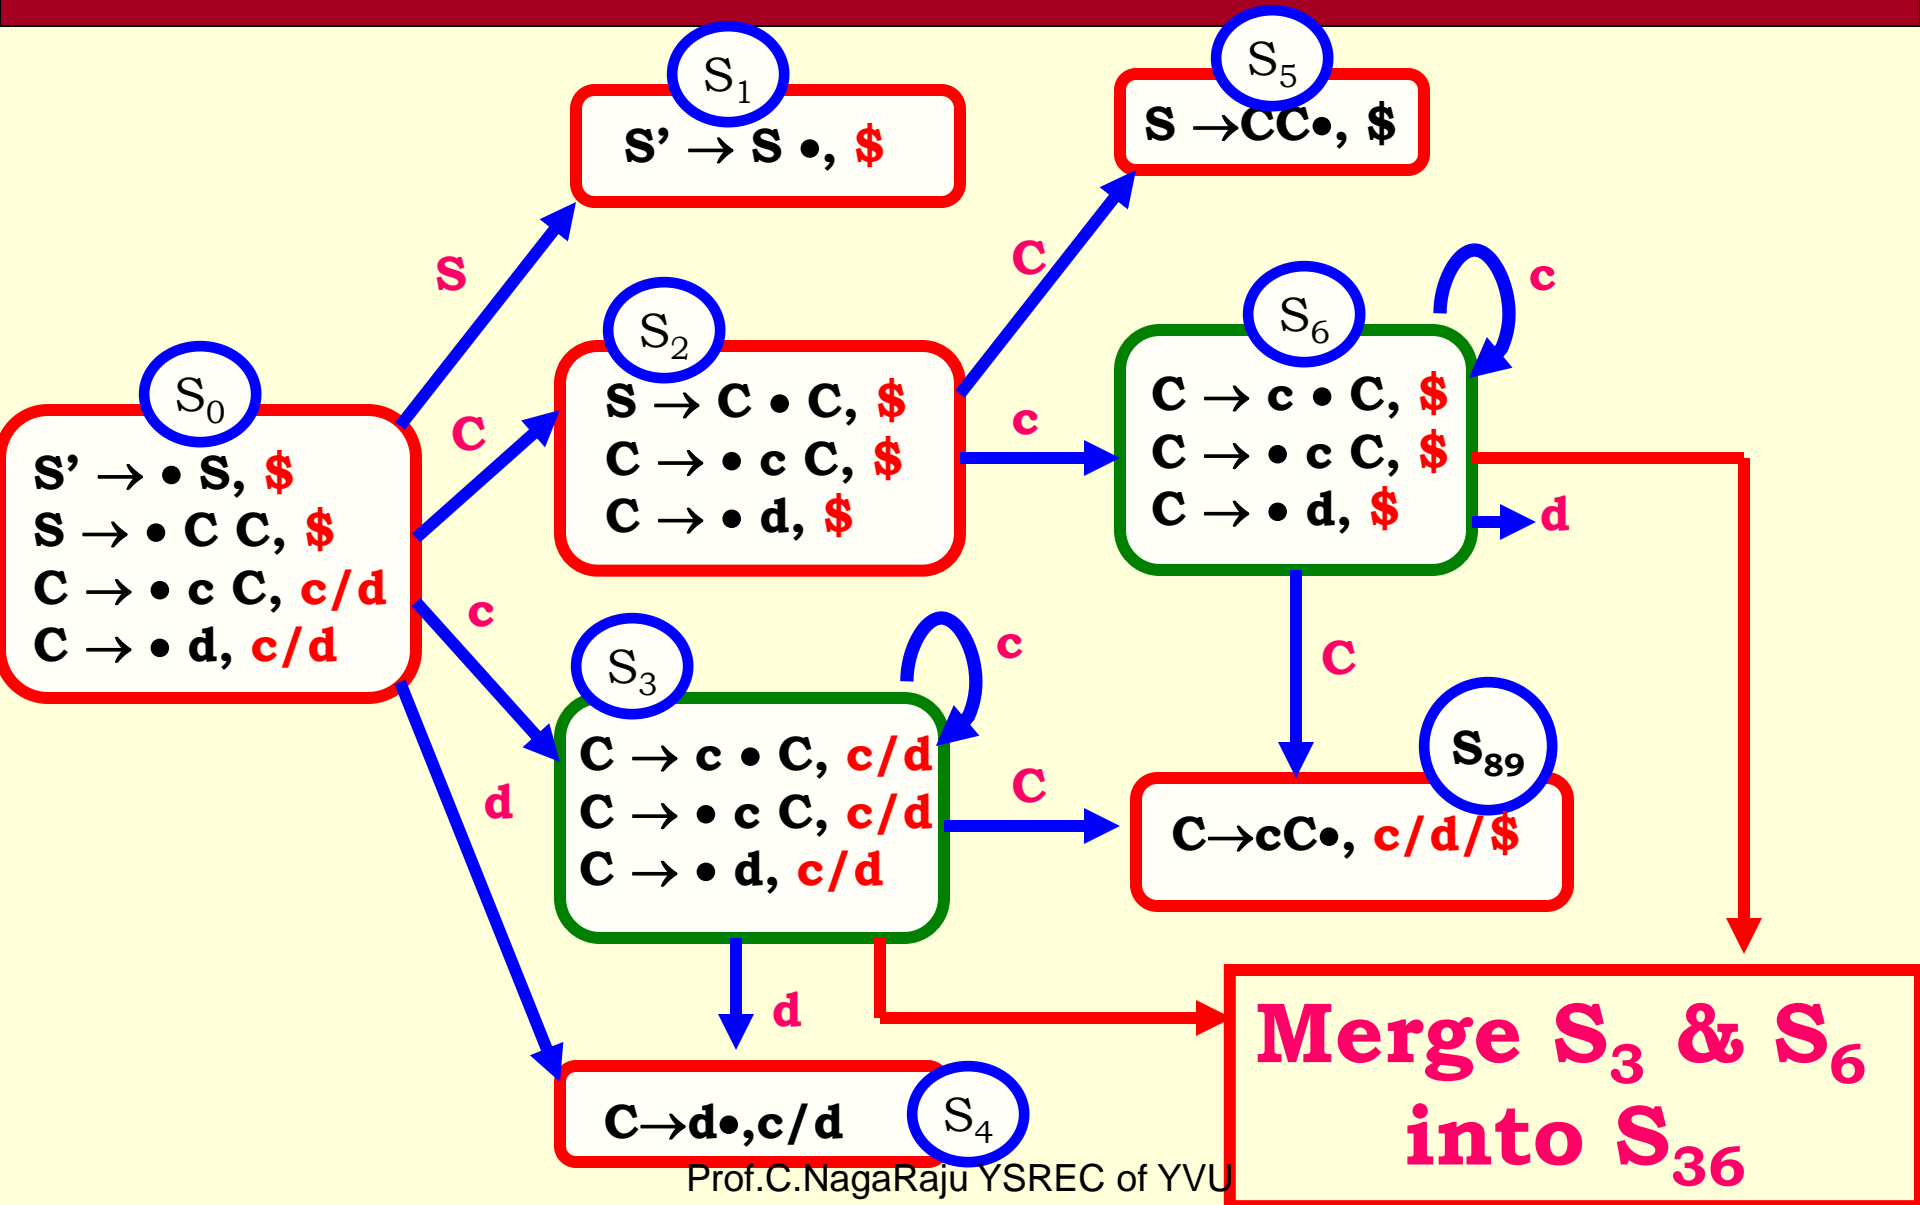 S₁
S' → S •, $
S₅
S →CC•, $
S
C
c
S₀
S' → • S, $
S → • C C, $
C → • c C, c/d
C → • d, c/d
C
S₂
S → C • C, $
C → • c C, $
C → • d, $
c
S₆
C → c • C, $
C → • c C, $
C → • d, $
d
c
S₃
C → c • C, c/d
C → • c C, c/d
C → • d, c/d
c
C
C
S₈₉
C→cC•, c/d/$
d
d
C→d•,c/d
S₄
Merge S₃ & S₆
into S₃₆
Prof.C.NagaRaju YSREC of YVU